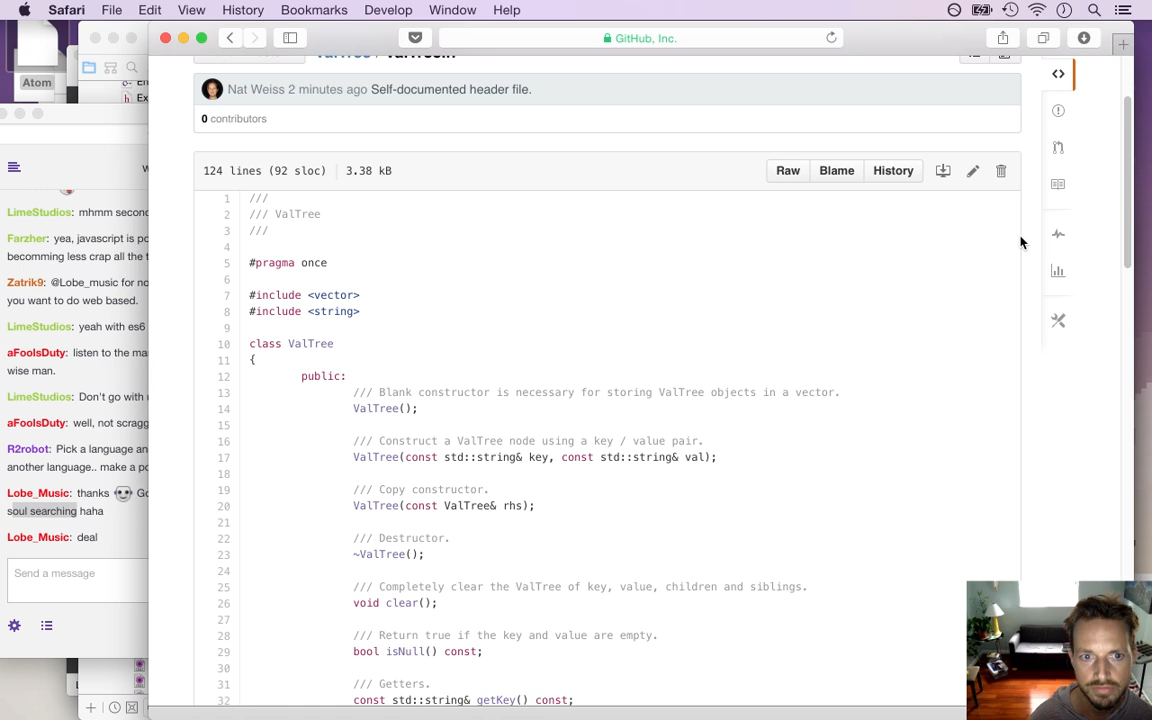 Safari File Edit View History Bookmarks Develop Window Help
GitHub, Inc.
Atom
Nat Weiss 2 minutes ago Self-documented header file.
0 contributors
124 lines (92 sloc) 3.38 kB
Raw Blame History
1 ///
2 /// ValTree
3 ///
4
5 #pragma once
6
7 #include <vector>
8 #include <string>
9
10 class ValTree
11 {
12 public:
13 /// Blank constructor is necessary for storing ValTree objects in a vector.
14 ValTree();
15
16 /// Construct a ValTree node using a key / value pair.
17 ValTree(const std::string& key, const std::string& val);
18
19 /// Copy constructor.
20 ValTree(const ValTree& rhs);
21
22 /// Destructor.
23 ~ValTree();
24
25 /// Completely clear the ValTree of key, value, children and siblings.
26 void clear();
27
28 /// Return true if the key and value are empty.
29 bool isNull() const;
30
31 /// Getters.
32 const std::string& getKey() const;
LimeStudios: mhmm second
Farzher: yea, javascript is po
becomming less crap all the t
Zatrik9: @Lobe_music for no
you want to do web based.
LimeStudios: yeah with es6
aFoolsDuty: listen to the ma
wise man.
LimeStudios: Don't go with
aFoolsDuty: well, not scragg
R2robot: Pick a language an
another language.. make a po
Lobe_Music: thanks Go
soul searching haha
Lobe_Music: deal
Send a message